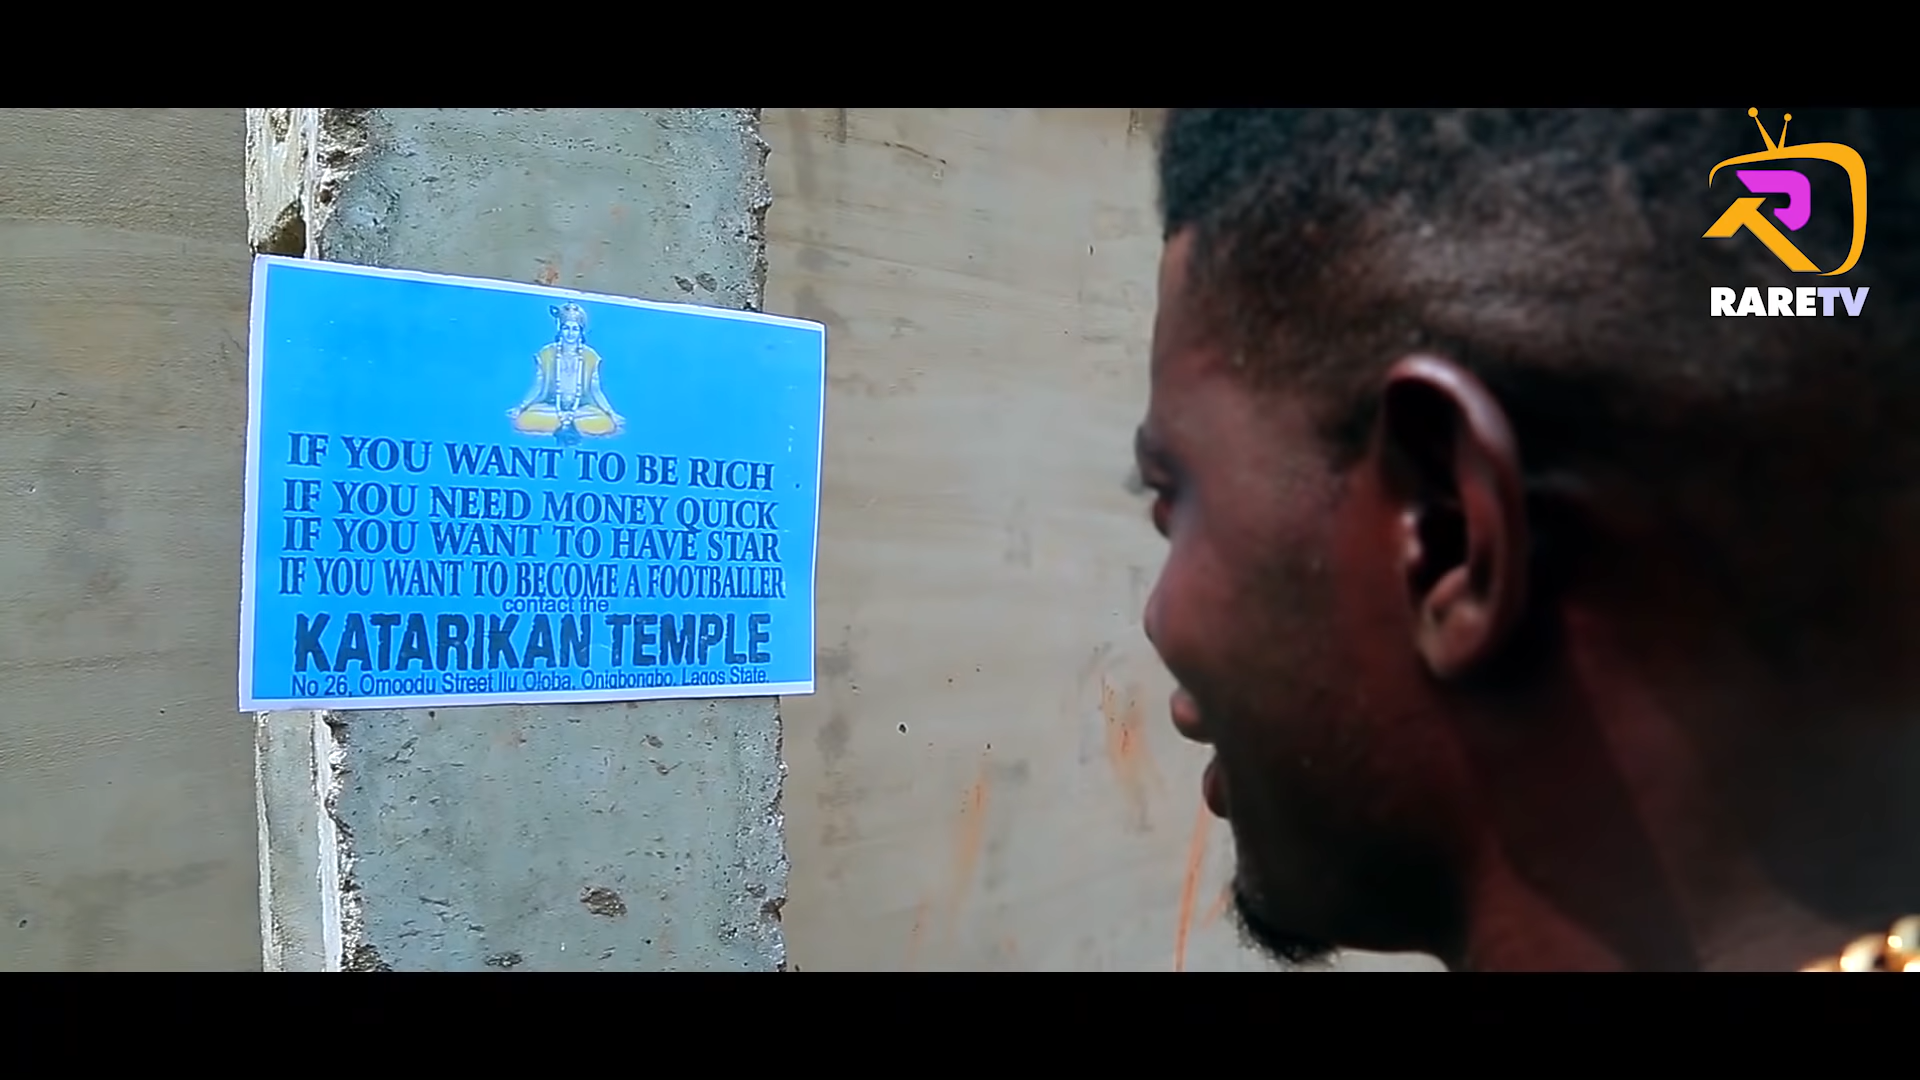 IF YOU WANT TO BE RICH
IF YOU NEED MONEY QUICK
IF YOU WANT TO HAVE STAR
IF YOU WANT TO BECOME A FOOTBALLER
contact the
KATARIKAN TEMPLE
No 26, Omoodu Street Ilu Oloba, Onigbongbo, Lagos State.
RARETV